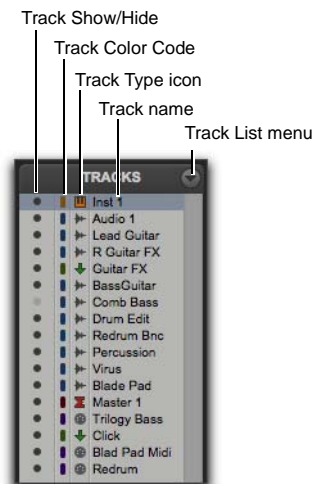 Track Show/Hide
Track Color Code
Track Type icon
Track name
Track List menu
TRACKS
Inst 1
Audio 1
Lead Guitar
R Guitar FX
Guitar FX
BassGuitar
Comb Bass
Drum Edit
Redrum Bnc
Percussion
Virus
Blade Pad
Master 1
Trilogy Bass
Click
Blad Pad Midi
Redrum